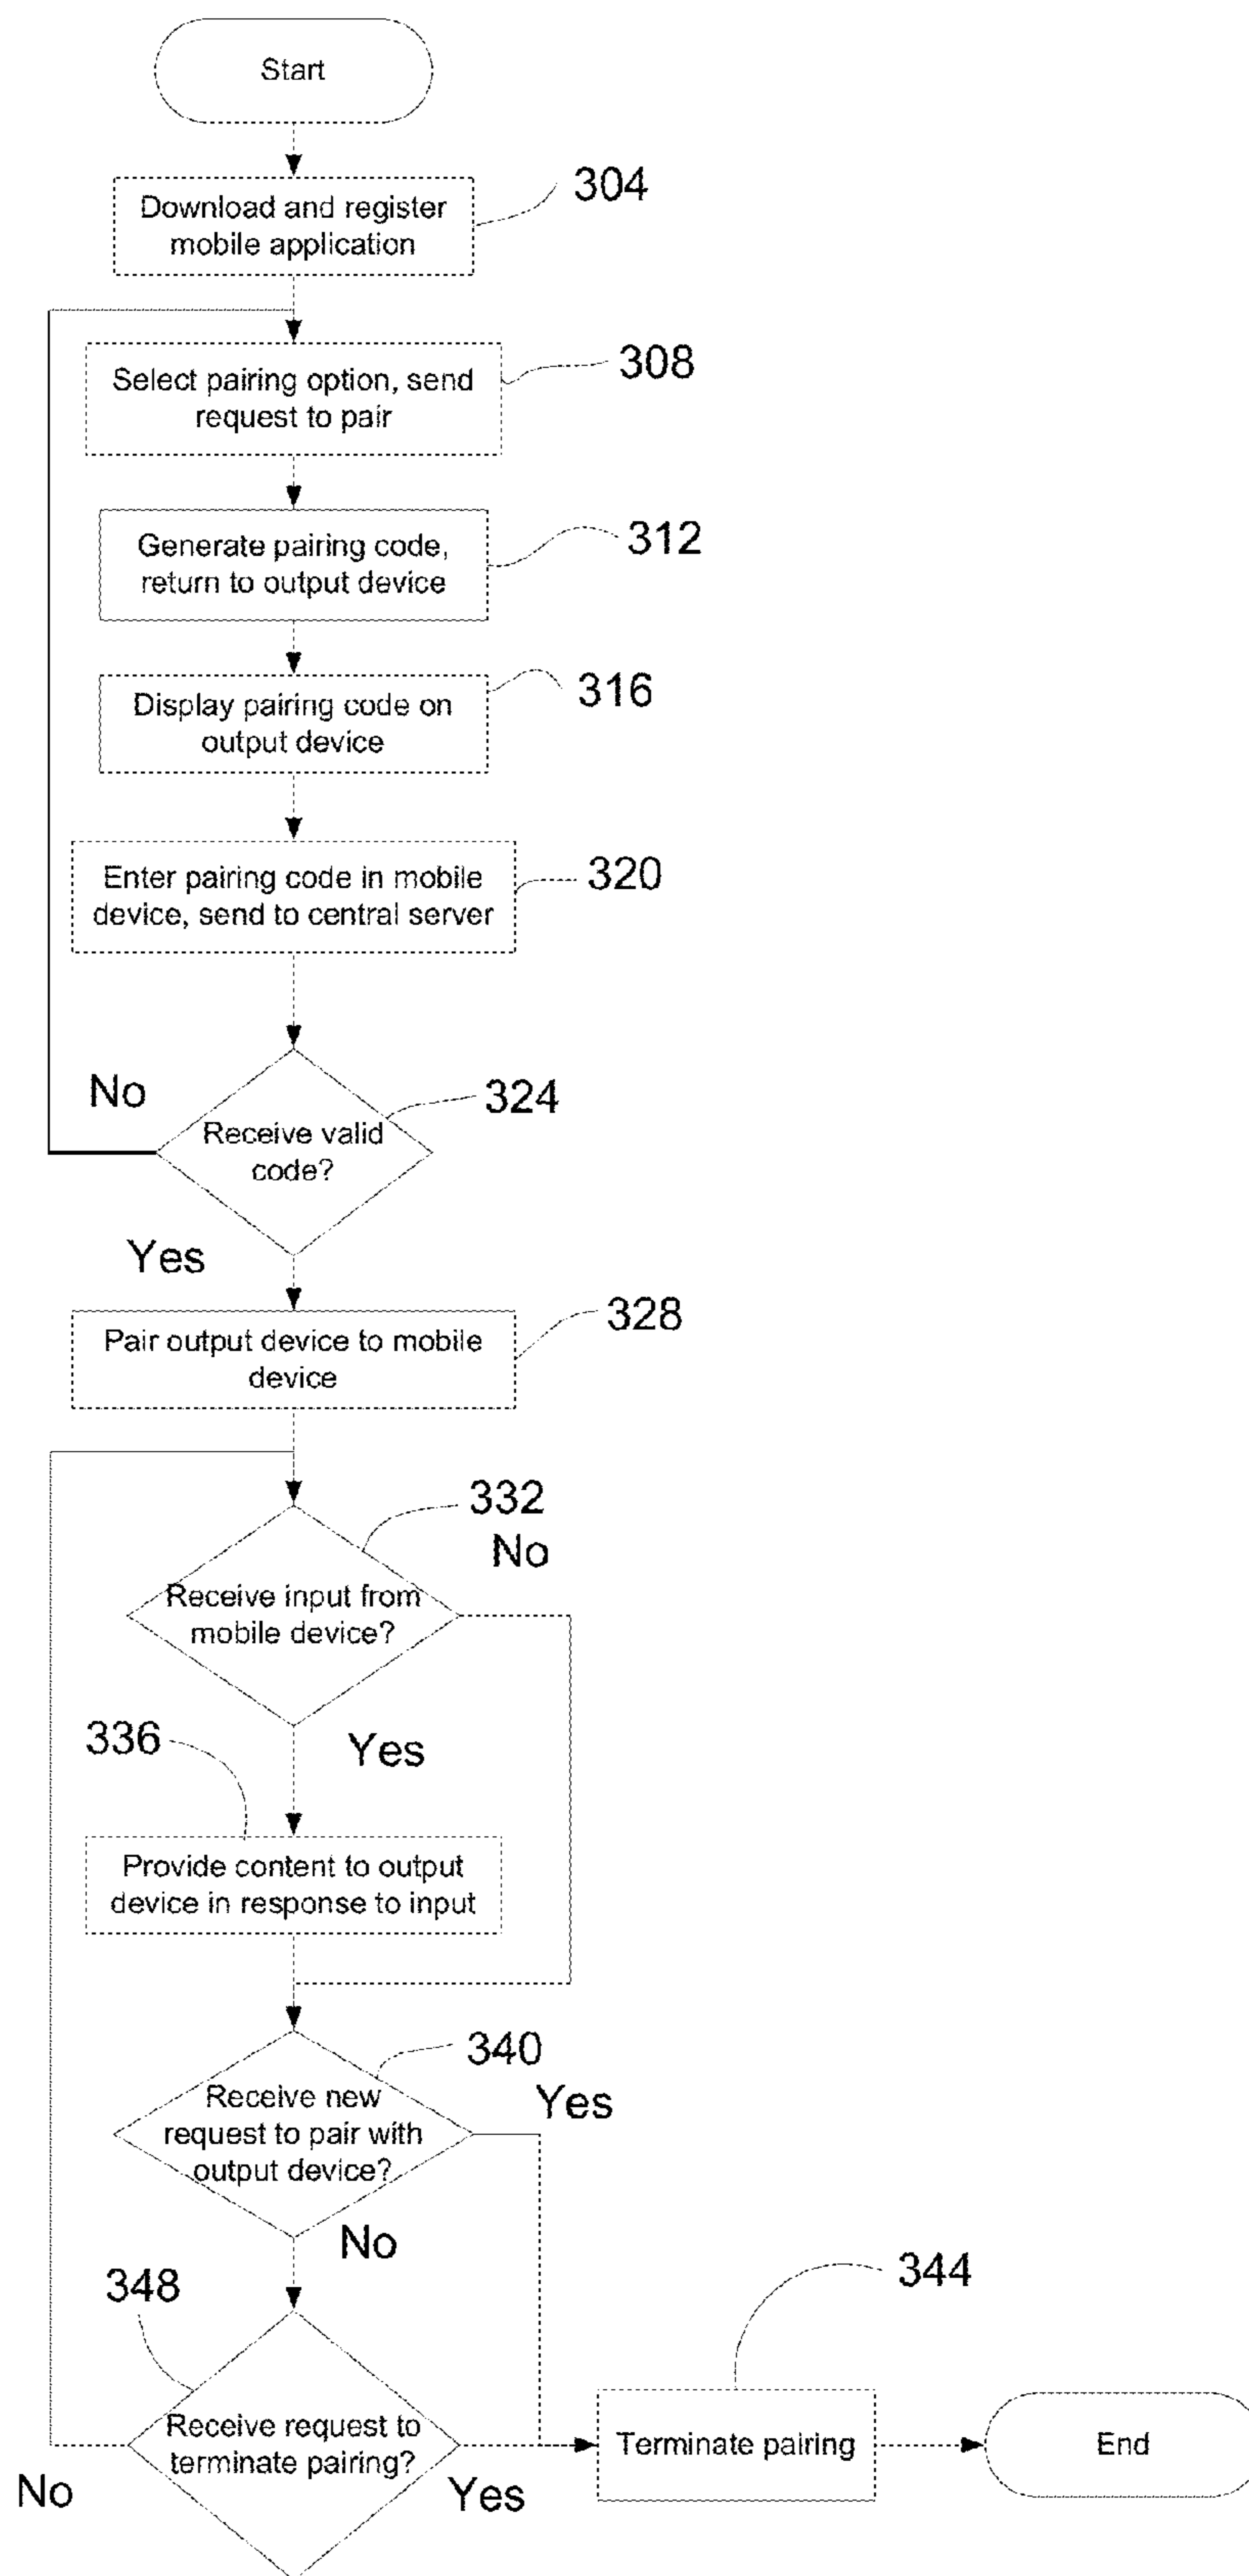 Start
Download and register
mobile application
304
Select pairing option, send
request to pair
308
Generate pairing code,
return to output device
312
Display pairing code on
output device
316
Enter pairing code in mobile
device, send to central server
320
No
Receive valid
code?
324
Yes
Pair output device to mobile
device
328
Receive input from
mobile device?
332
No
336
Yes
Provide content to output
device in response to input
Receive new
request to pair with
output device?
340
Yes
No
348
344
Receive request to
terminate pairing?
No
Yes
Terminate pairing
End